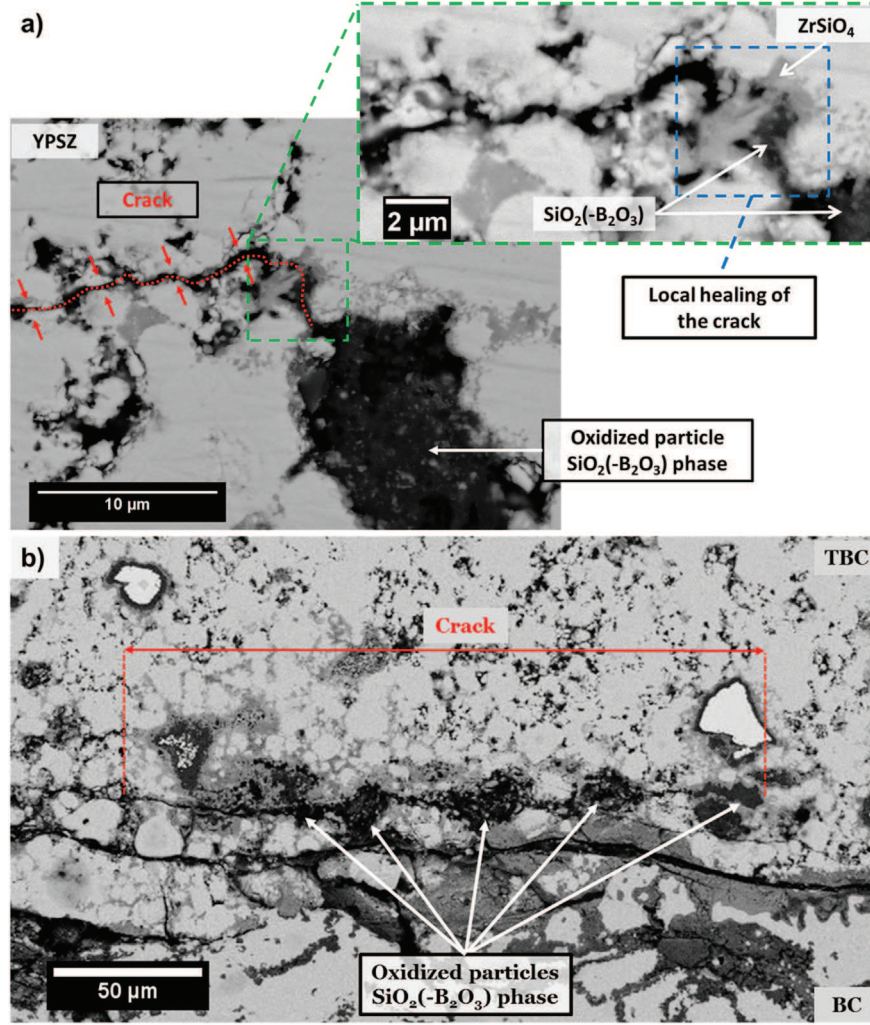 a)
ZrSiO₄
YPSZ
Crack
2 µm
SiO₂(-B₂O₃)
Local healing of
the crack
Oxidized particle
SiO₂(-B₂O₃) phase
10 µm
b)
TBC
Crack
50 µm
Oxidized particles
SiO₂(-B₂O₃) phase
BC